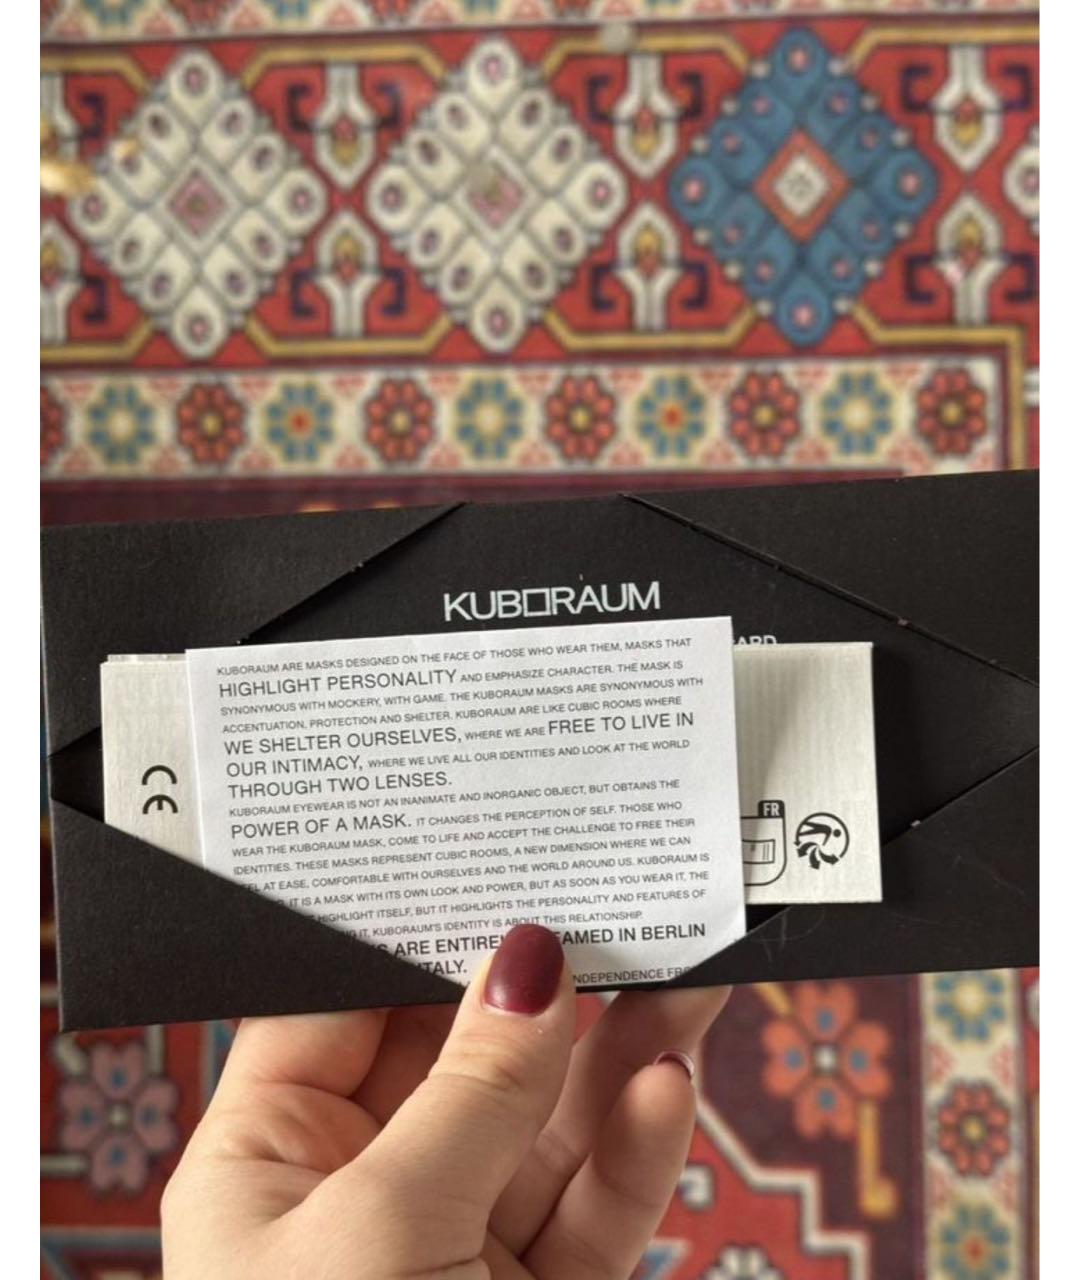 KUBORAUM
ARD
KUBORAUM ARE MASKS DESIGNED ON THE FACE OF THOSE WHO WEAR THEM, MASKS THAT
HIGHLIGHT PERSONALITY AND EMPHASIZE CHARACTER. THE MASK IS
SYNONYMOUS WITH MOCKERY, WITH GAME. THE KUBORAUM MASKS ARE SYNONYMOUS WITH
ACCENTUATION, PROTECTION AND SHELTER. KUBORAUM ARE LIKE CUBIC ROOMS WHERE
WE SHELTER OURSELVES, WHERE WE ARE FREE TO LIVE IN
OUR INTIMACY, WHERE WE LIVE ALL OUR IDENTITIES AND LOOK AT THE WORLD
THROUGH TWO LENSES.
KUBORAUM EYEWEAR IS NOT AN INANIMATE AND INORGANIC OBJECT, BUT OBTAINS THE
POWER OF A MASK. IT CHANGES THE PERCEPTION OF SELF. THOSE WHO
WEAR THE KUBORAUM MASK, COME TO LIFE AND ACCEPT THE CHALLENGE TO FREE THEIR
IDENTITIES. THESE MASKS REPRESENT CUBIC ROOMS, A NEW DIMENSION WHERE WE CAN
EL AT EASE, COMFORTABLE WITH OURSELVES AND THE WORLD AROUND US. KUBORAUM IS
IT IS A MASK WITH ITS OWN LOOK AND POWER, BUT AS SOON AS YOU WEAR IT, THE
HIGHLIGHT ITSELF, BUT IT HIGHLIGHTS THE PERSONALITY AND FEATURES OF
IT. KUBORAUM'S IDENTITY IS ABOUT THIS RELATIONSHIP.
ARE ENTIRE AMED IN BERLIN
ITALY.
NDEPENDENCE FR
CE
FR